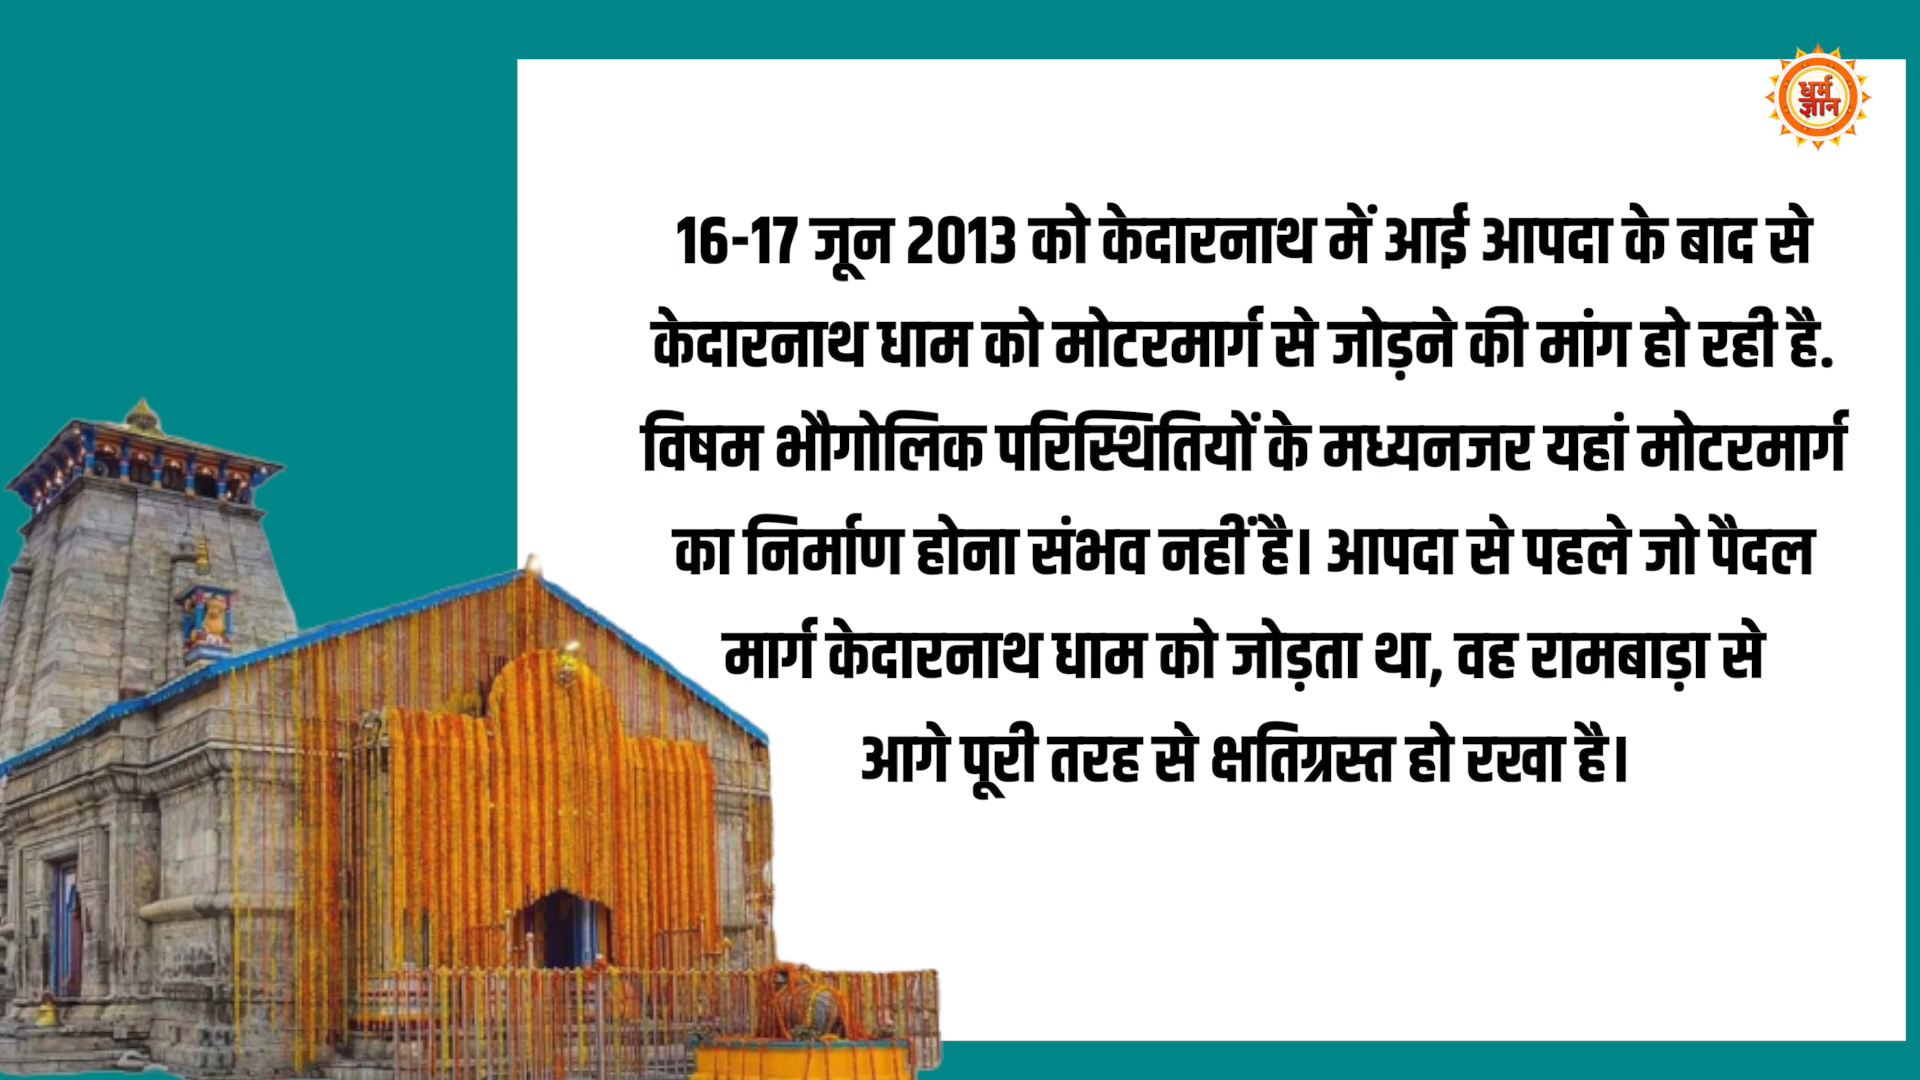 धर्म
ज्ञान
16-17 जून 2013 को केदारनाथ में आई आपदा के बाद से
केदारनाथ धाम को मोटरमार्ग से जोड़ने की मांग हो रही है.
विषम भौगोलिक परिस्थितियों के मध्यनजर यहां मोटरमार्ग
का निर्माण होना संभव नहीं है। आपदा से पहले जो पैदल
मार्ग केदारनाथ धाम को जोड़ता था, वह रामबाड़ा से
आगे पूरी तरह से क्षतिग्रस्त हो रखा है।